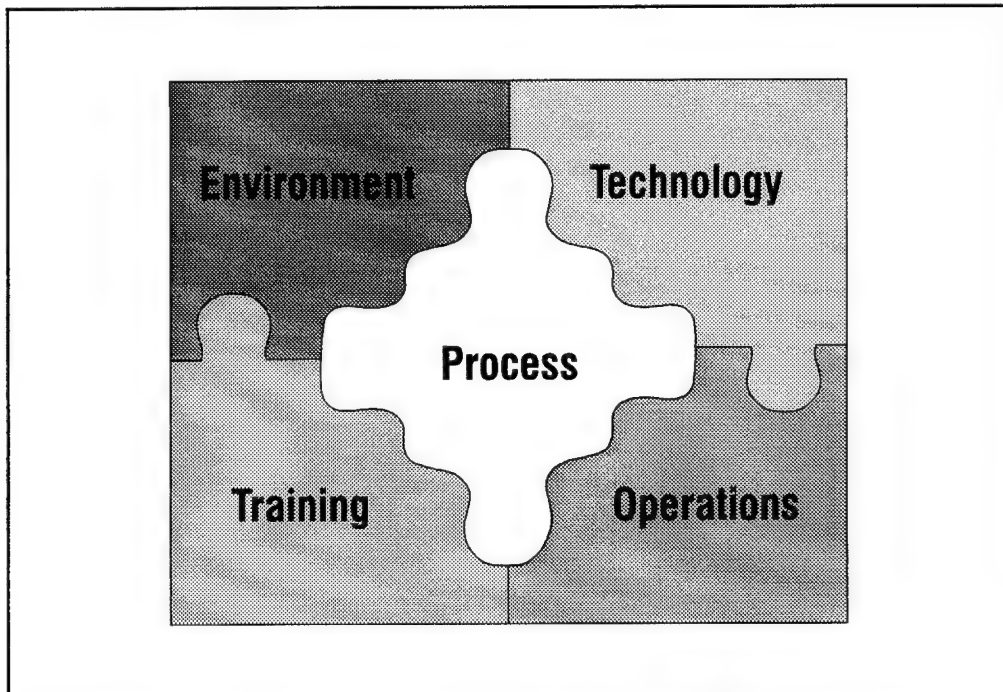 Environment
Technology
Process
Training
Operations